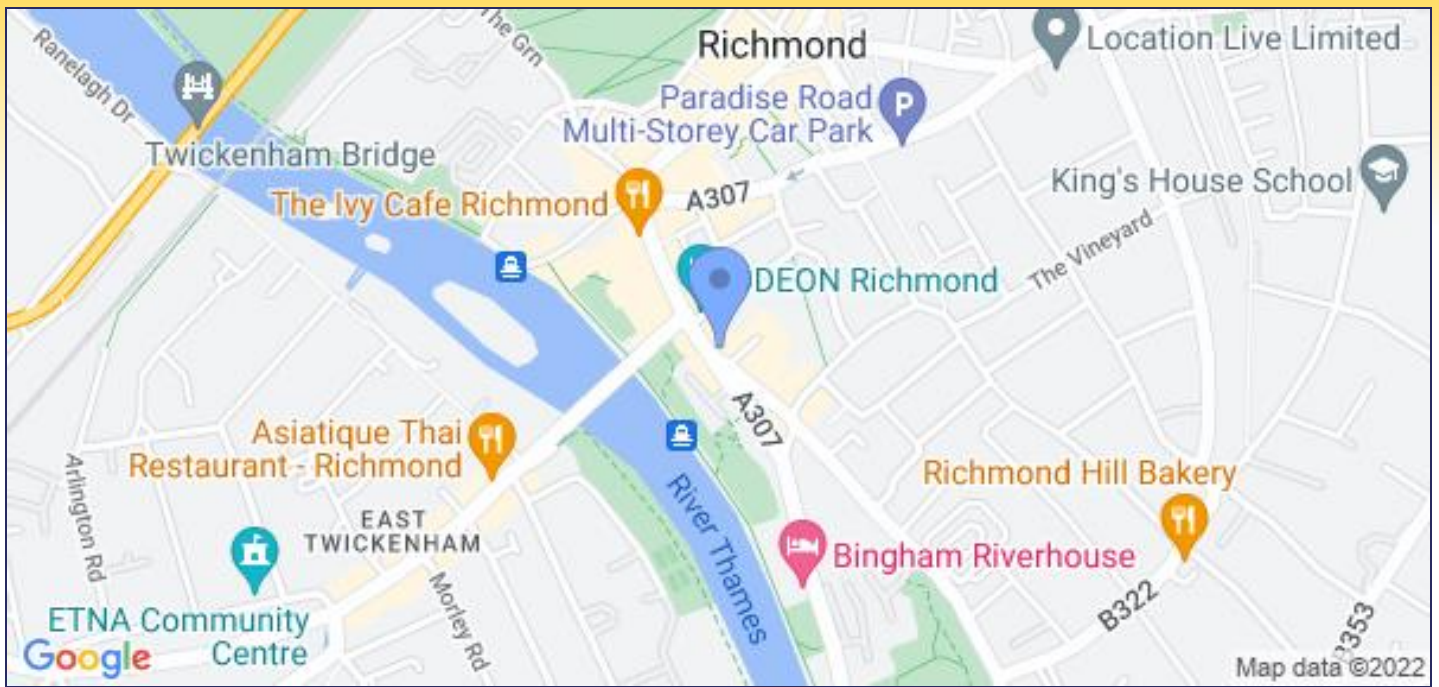 The Grn
Richmond
Location Live Limited
Ranelagh Dr
Paradise Road
Multi-Storey Car Park
P
Twickenham Bridge
King's House School
The Ivy Cafe Richmond
A307
The Vineyard
DEON Richmond
A307
Asiatique Thai
Restaurant - Richmond
Arlington Rd
Richmond Hill Bakery
River Thames
EAST
TWICKENHAM
Bingham Riverhouse
Morley Rd
B322
B353
ETNA Community
Centre
Google
Map data ©2022